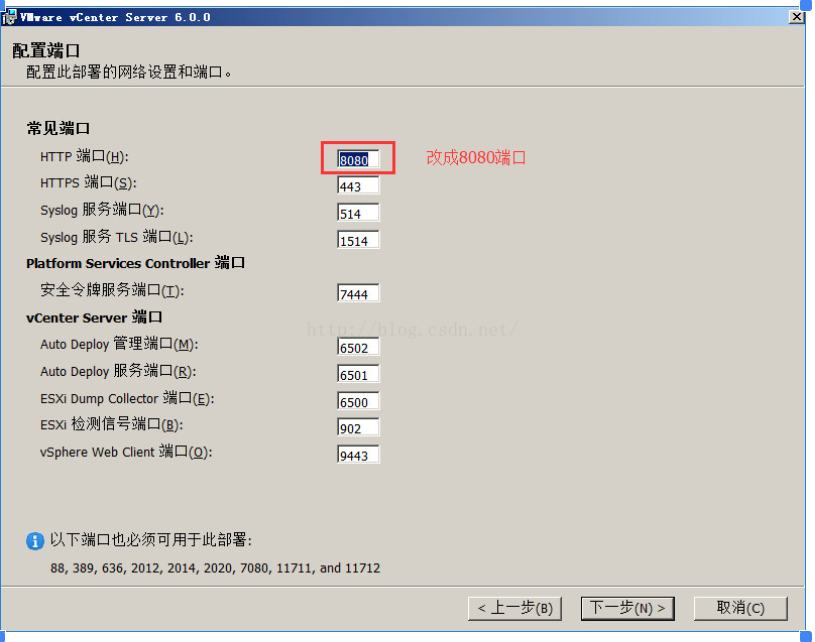 VMware vCenter Server 6.0.0
配置端口
配置此部署的网络设置和端口。
常见端口
HTTP 端口(H): 8080 改成8080端口
HTTPS 端口(S): 443
Syslog 服务端口(Y): 514
Syslog 服务 TLS 端口(L): 1514
Platform Services Controller 端口
安全令牌服务端口(T): 7444
vCenter Server 端口
http://blog.csdn.net/
Auto Deploy 管理端口(M): 6502
Auto Deploy 服务端口(R): 6501
ESXi Dump Collector 端口(E): 6500
ESXi 检测信号端口(B): 902
vSphere Web Client 端口(O): 9443
以下端口也必须可用于此部署:
88, 389, 636, 2012, 2014, 2020, 7080, 11711, and 11712
< 上一步(B) 下一步(N) > 取消(C)